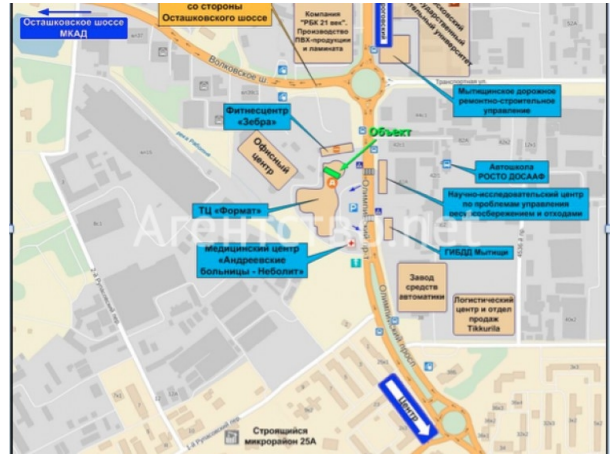 Осташковское шоссе
МКАД
со стороны
Осташковского шоссе
Компания
"РБК 21 век".
Производство
ПВХ-продукции
и ламината
Волковское ш.
Транспортная ул.
Мытищинское дорожное
ремонтно-строительное
управление
Фитнесцентр
«Зебра»
Объект
Офисный
центр
Автошкола
РОСТО ДОСААФ
Научно-исследовательский центр
по проблемам управления
ресурсосбережением и отходами
ТЦ «Формат»
ГИБДД Мытищи
Медицинский центр
«Андреевские
больницы - Неболит»
Завод
средств
автоматики
Логистический
центр и отдел
продаж
Tikkurila
Олимпийский просп.
Центр
Строящийся
микрорайон 25А